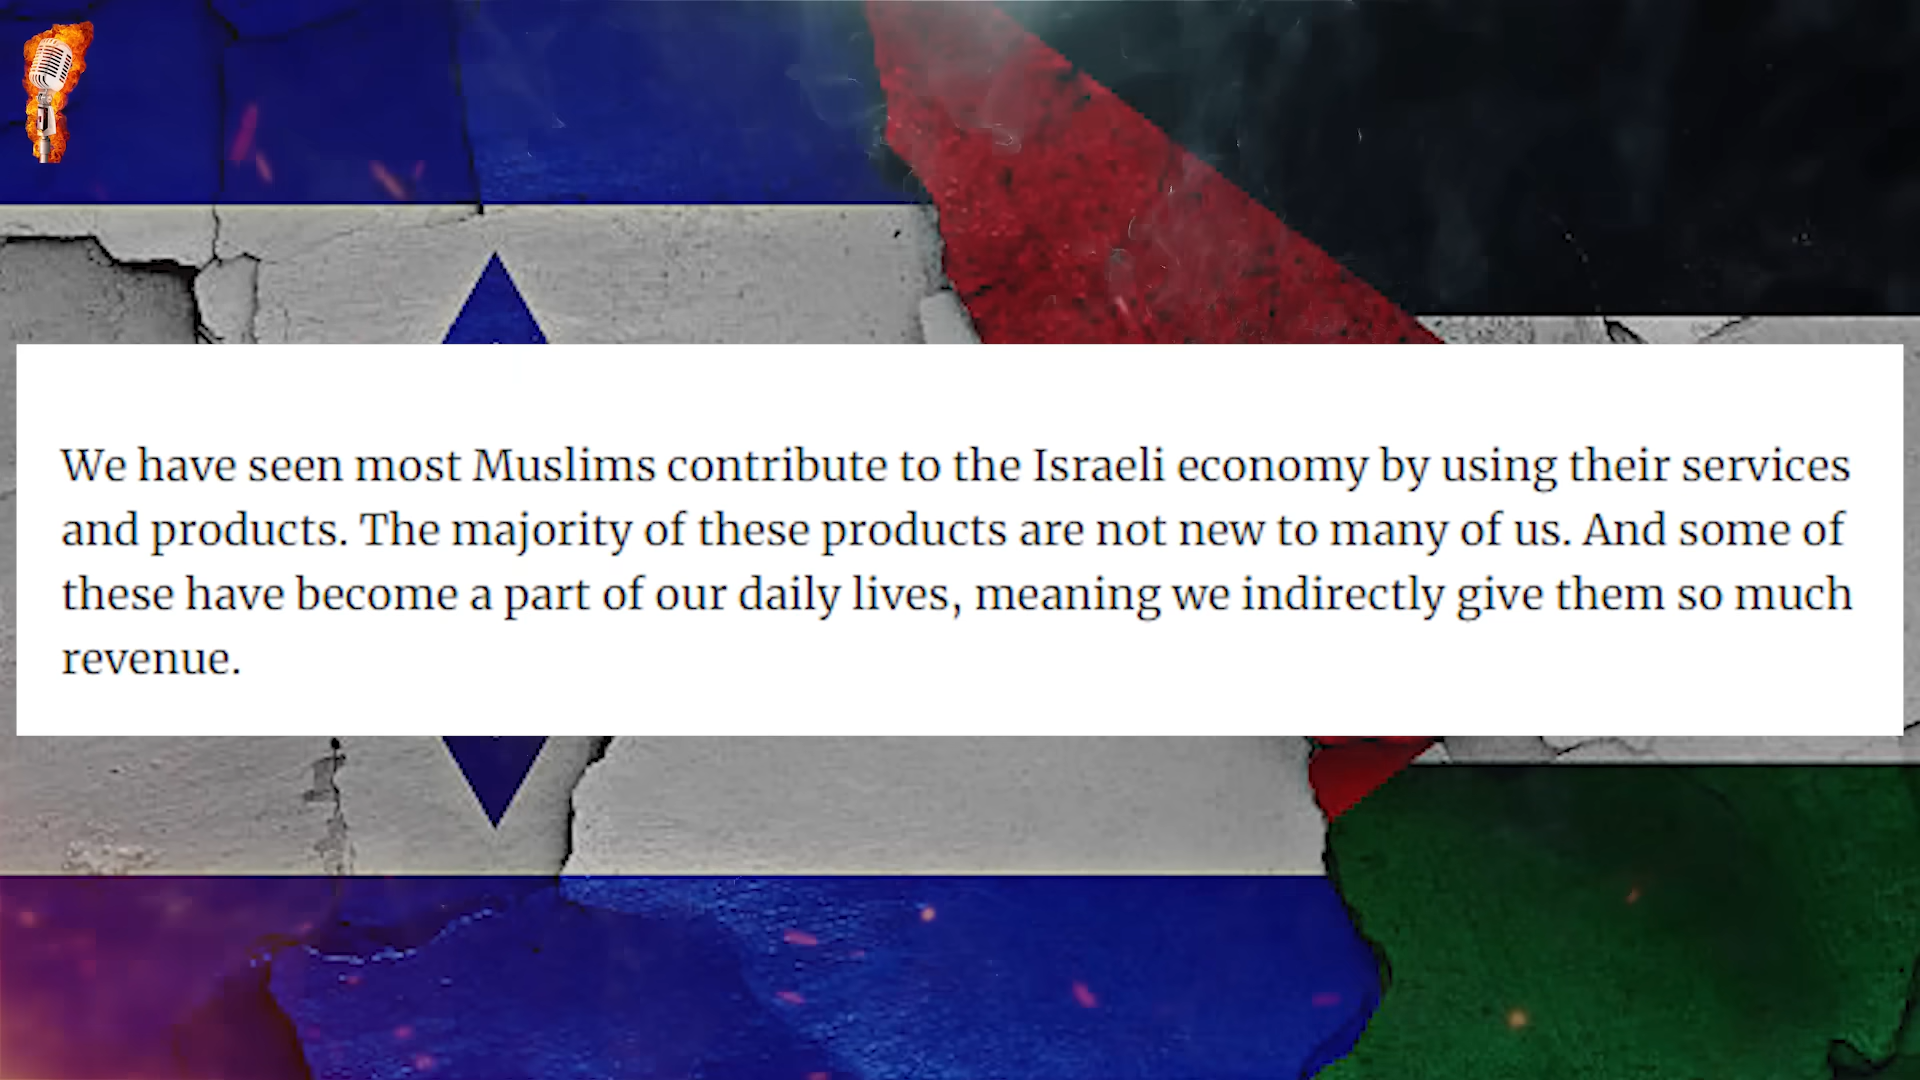 We have seen most Muslims contribute to the Israeli economy by using their services
and products. The majority of these products are not new to many of us. And some of
these have become a part of our daily lives, meaning we indirectly give them so much
revenue.